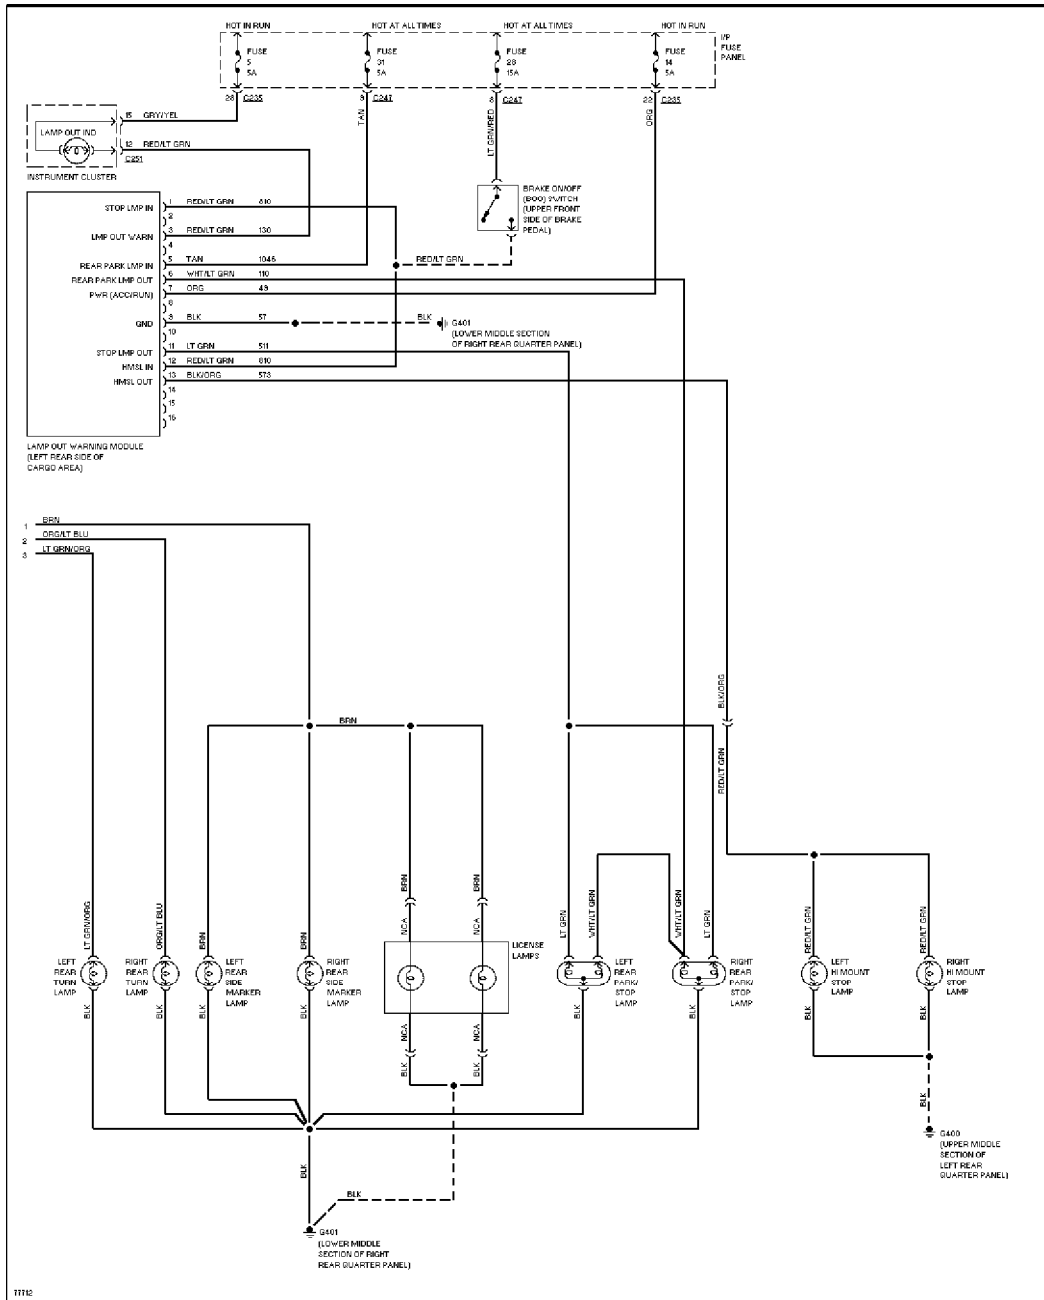 HOT IN RUN
HOT AT ALL TIMES
HOT AT ALL TIMES
HOT IN RUN
FUSE
5
5A
FUSE
31
5A
FUSE
28
15A
FUSE
14
5A
I/P
FUSE
PANEL
28 C235
9 C247
8 C247
22 C235
TAN
LT GRN/RED
ORG
15 GRY/YEL
LAMP OUT IND
12 RED/LT GRN
C251
INSTRUMENT CLUSTER
BRAKE ON/OFF
(BOO) SWITCH
(UPPER FRONT
SIDE OF BRAKE
PEDAL)
STOP LMP IN 1 RED/LT GRN 810
2
LMP OUT WARN 3 RED/LT GRN 130
4
REAR PARK LMP IN 5 TAN 1046
RED/LT GRN
REAR PARK LMP OUT 6 WHT/LT GRN 110
PWR (ACC/RUN) 7 ORG 49
8
GND 9 BLK 57
BLK
G401
(LOWER MIDDLE SECTION
OF RIGHT REAR QUARTER PANEL)
10
STOP LMP OUT 11 LT GRN 511
HMSL IN 12 RED/LT GRN 810
HMSL OUT 13 BLK/ORG 573
14
15
16
LAMP OUT WARNING MODULE
(LEFT REAR SIDE OF
CARGO AREA)
1 BRN
2 ORG/LT BLU
3 LT GRN/ORG
BLK/ORG
RED/LT GRN
BRN
BRN
BRN
NCA
NCA
LT GRN/ORG
ORG/LT BLU
BRN
BRN
LT GRN
WHT/LT GRN
WHT/LT GRN
LT GRN
RED/LT GRN
RED/LT GRN
LICENSE
LAMPS
LEFT
REAR
TURN
LAMP
RIGHT
REAR
TURN
LAMP
LEFT
REAR
SIDE
MARKER
LAMP
RIGHT
REAR
SIDE
MARKER
LAMP
LEFT
REAR
PARK/
STOP
LAMP
RIGHT
REAR
PARK/
STOP
LAMP
LEFT
HI MOUNT
STOP
LAMP
RIGHT
HI MOUNT
STOP
LAMP
BLK
BLK
BLK
BLK
NCA
NCA
BLK
BLK
BLK
BLK
BLK
BLK
BLK
G400
(UPPER MIDDLE
SECTION OF
LEFT REAR
QUARTER PANEL)
BLK
BLK
G401
(LOWER MIDDLE
SECTION OF RIGHT
REAR QUARTER PANEL)
77712